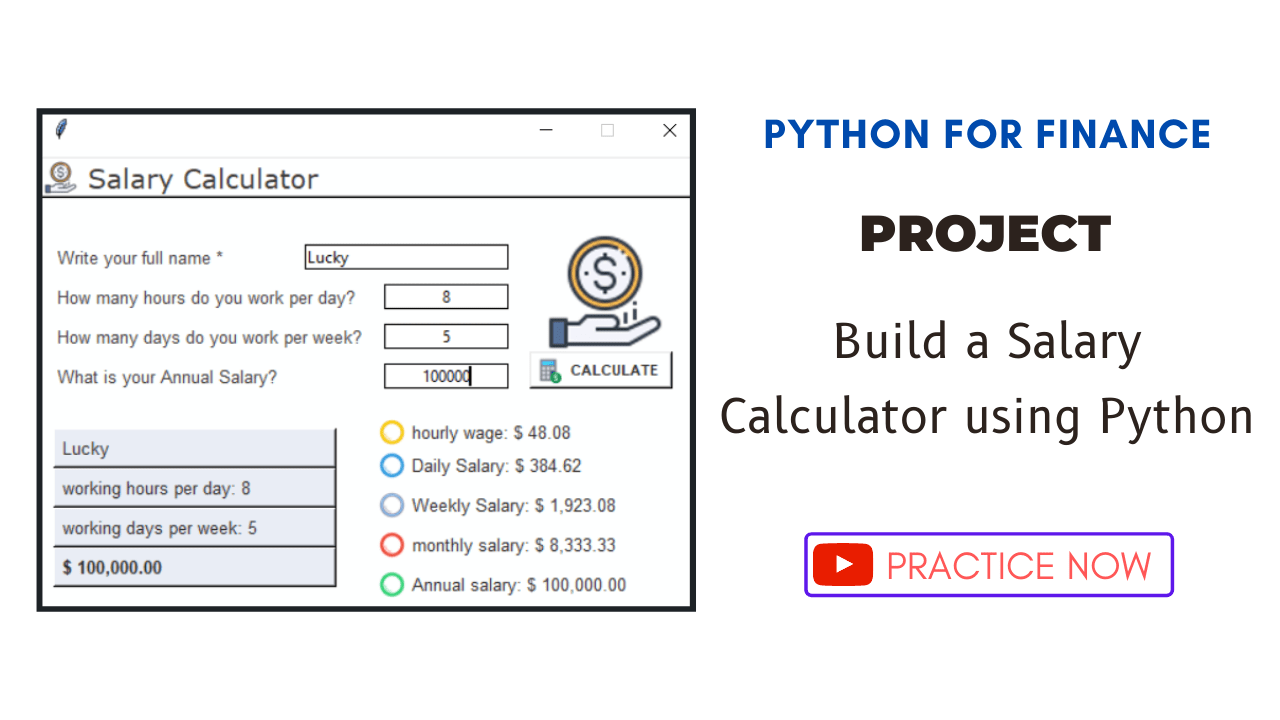 Salary Calculator
Write your full name *
Lucky
How many hours do you work per day?
8
How many days do you work per week?
5
What is your Annual Salary?
100000
CALCULATE
Lucky
working hours per day: 8
working days per week: 5
$ 100,000.00
hourly wage: $ 48.08
Daily Salary: $ 384.62
Weekly Salary: $ 1,923.08
monthly salary: $ 8,333.33
Annual salary: $ 100,000.00
PYTHON FOR FINANCE
PROJECT
Build a Salary
Calculator using Python
PRACTICE NOW